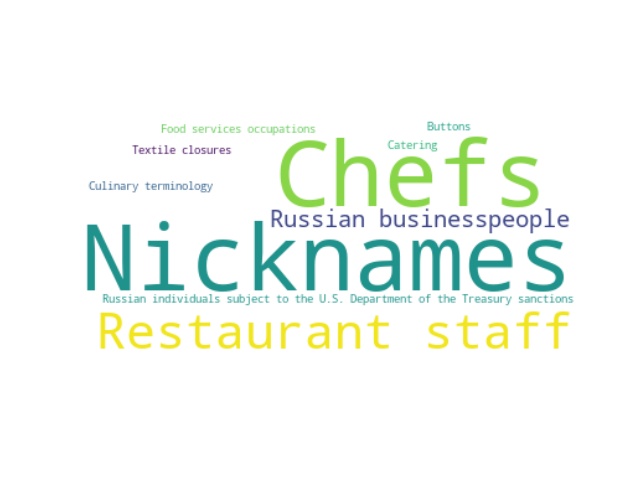 Food services occupations
Buttons
Textile closures
Catering
Chefs
Culinary terminology
Russian businesspeople
Nicknames
Russian individuals subject to the U.S. Department of the Treasury sanctions
Restaurant staff